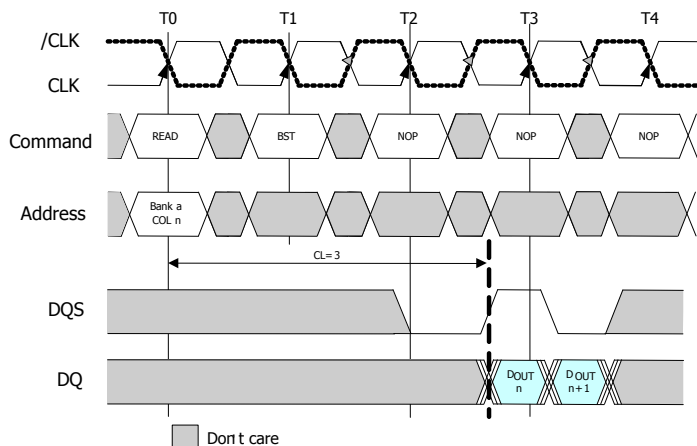 T0 T1 T2 T3 T4
/CLK
CLK
Command READ BST NOP NOP NOP
Address Bank a COL n
CL= 3
DQS
DQ DOUT n DOUT n+1
Don't care